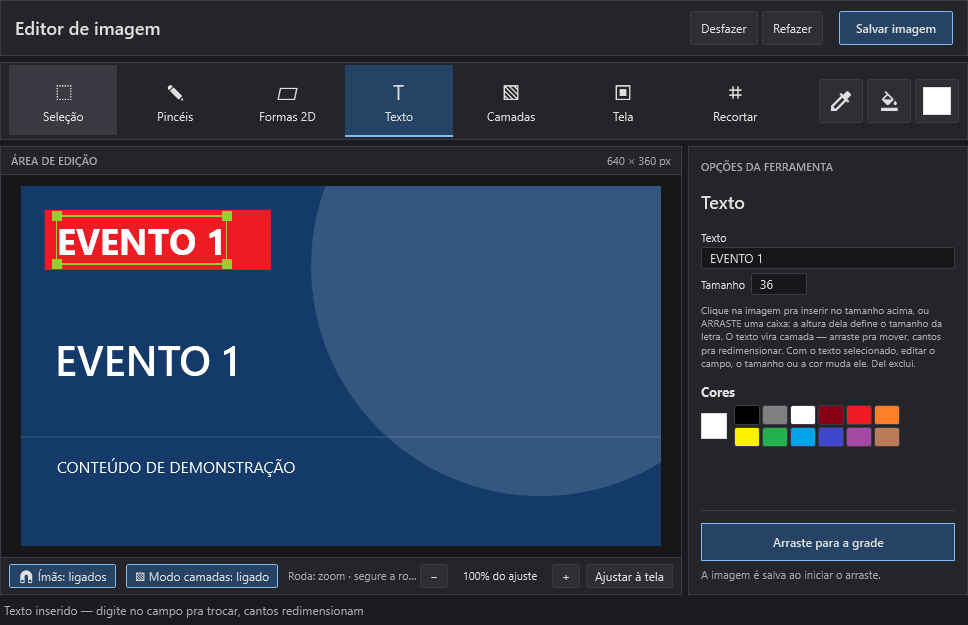 Editor de imagem
Desfazer
Refazer
Salvar imagem
Seleção
Pincéis
Formas 2D
T
Texto
Camadas
Tela
Recortar
ÁREA DE EDIÇÃO
640 × 360 px
EVENTO 1
EVENTO 1
CONTEÚDO DE DEMONSTRAÇÃO
OPÇÕES DA FERRAMENTA
Texto
Texto
EVENTO 1
Tamanho 36
Clique na imagem pra inserir no tamanho acima, ou
ARRASTE uma caixa: a altura dela define o tamanho da
letra. O texto vira camada — arraste pra mover, cantos
pra redimensionar. Com o texto selecionado, editar o
campo, o tamanho ou a cor muda ele. Del exclui.
Cores
Arraste para a grade
A imagem é salva ao iniciar o arraste.
Ímãs: ligados
Modo camadas: ligado
Roda: zoom · segure a ro...
−
100% do ajuste
+
Ajustar à tela
Texto inserido — digite no campo pra trocar, cantos redimensionam